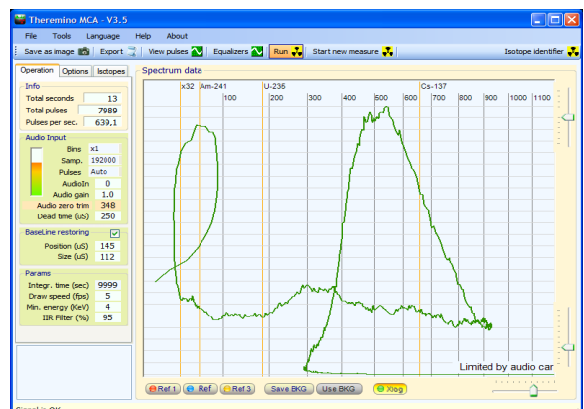 Theremino MCA - V3.5
File Tools Language Help About
Save as image Export View pulses Equalizers Run Start new measure Isotope identifier
Operation Options Isotopes
Spectrum data
Info
Total seconds 13
Total pulses 7989
Pulses per sec. 639,1
Audio Input
Bins x1
Samp. 192000
Pulses Auto
AudioIn 0
Audio gain 1.0
Audio zero trim 348
Dead time (uS) 250
BaseLine restoring
Position (uS) 145
Size (uS) 112
Params
Integr. time (sec) 9999
Draw speed (fps) 5
Min. energy (KeV) 4
IIR Filter (%) 95
x32 Am-241 U-235 Cs-137
100 200 300 400 500 600 700 800 900 1000 1100
Limited by audio car
Ref 1 Ref Ref 3 Save BKG Use BKG Xlog